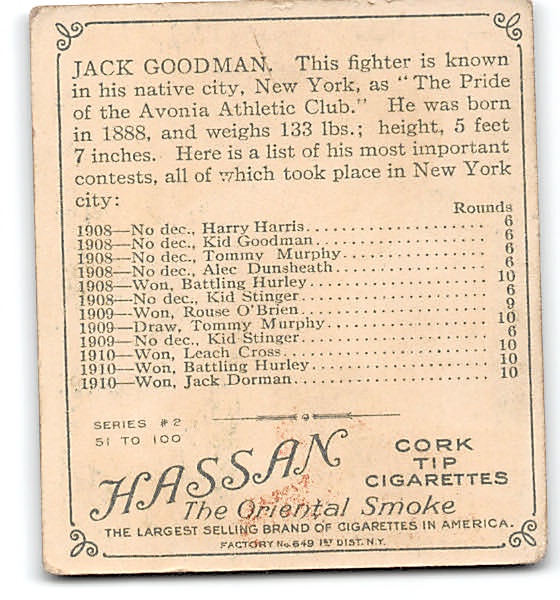 JACK GOODMAN. This fighter is known
in his native city, New York, as "The Pride
of the Avonia Athletic Club." He was born
in 1888, and weighs 133 lbs.; height, 5 feet
7 inches. Here is a list of his most important
contests, all of which took place in New York
city:
Rounds
1908—No dec., Harry Harris.................... 6
1908—No dec., Kid Goodman.................... 6
1908—No dec., Tommy Murphy.................... 6
1908—No dec., Alec Dunsheath.................... 6
1908—Won, Battling Hurley.................... 10
1908—No dec., Kid Stinger.................... 6
1909—Won, Rouse O'Brien.................... 9
1909—Draw, Tommy Murphy.................... 10
1909—No dec., Kid Stinger.................... 6
1910—Won, Leach Cross.................... 10
1910—Won, Battling Hurley.................... 10
1910—Won, Jack Dorman.................... 10
SERIES #2
51 TO 100
HASSAN
CORK
TIP
CIGARETTES
The Oriental Smoke
THE LARGEST SELLING BRAND OF CIGARETTES IN AMERICA.
FACTORY No. 649 1ST DIST. N.Y.